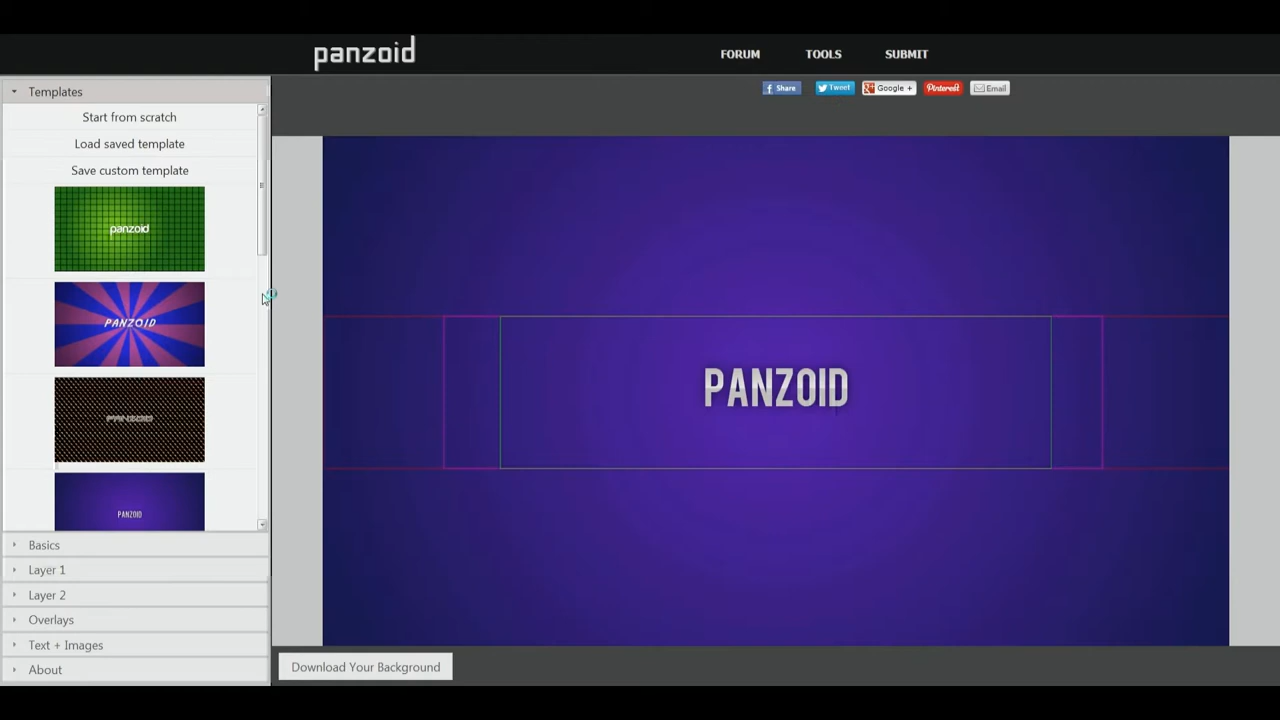 panzoid
FORUM TOOLS SUBMIT
Share Tweet Google + Pinterest Email
Templates
Start from scratch
Load saved template
Save custom template
panzoid
PANZOID
PANZOID
PANZOID
Basics
Layer 1
Layer 2
Overlays
Text + Images
About
PANZOID
Download Your Background